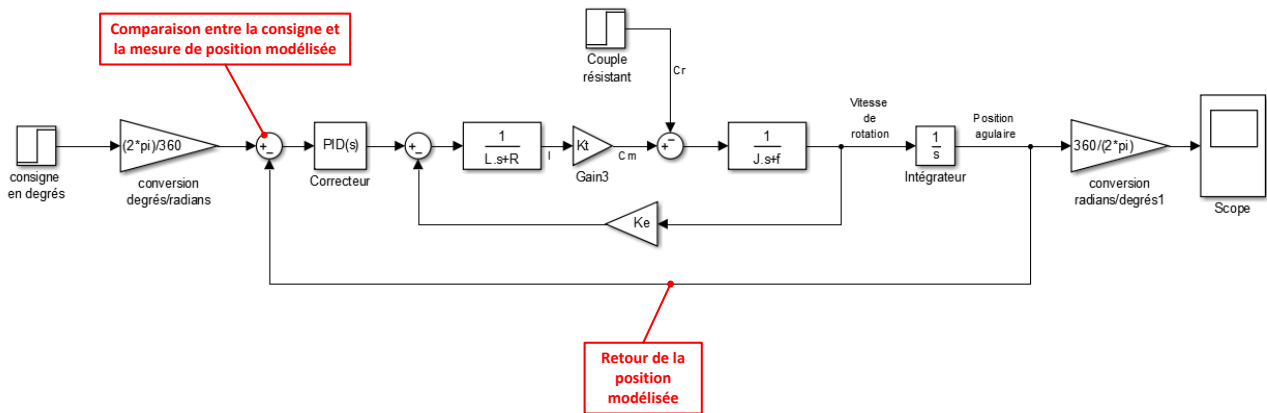 Comparaison entre la consigne et
la mesure de position modélisée
Couple
résistant
Cr
Vitesse
de
rotation
Position
agulaire
consigne
en degrés
(2*pi)/360
conversion
degrés/radians
+
−
PID(s)
Correcteur
+
−
1
L.s+R
I
Kt
Gain3
Cm
+
−
1
J.s+f
1
s
Intégrateur
360/(2*pi)
conversion
radians/degrés1
Scope
Ke
Retour de la
position
modélisée